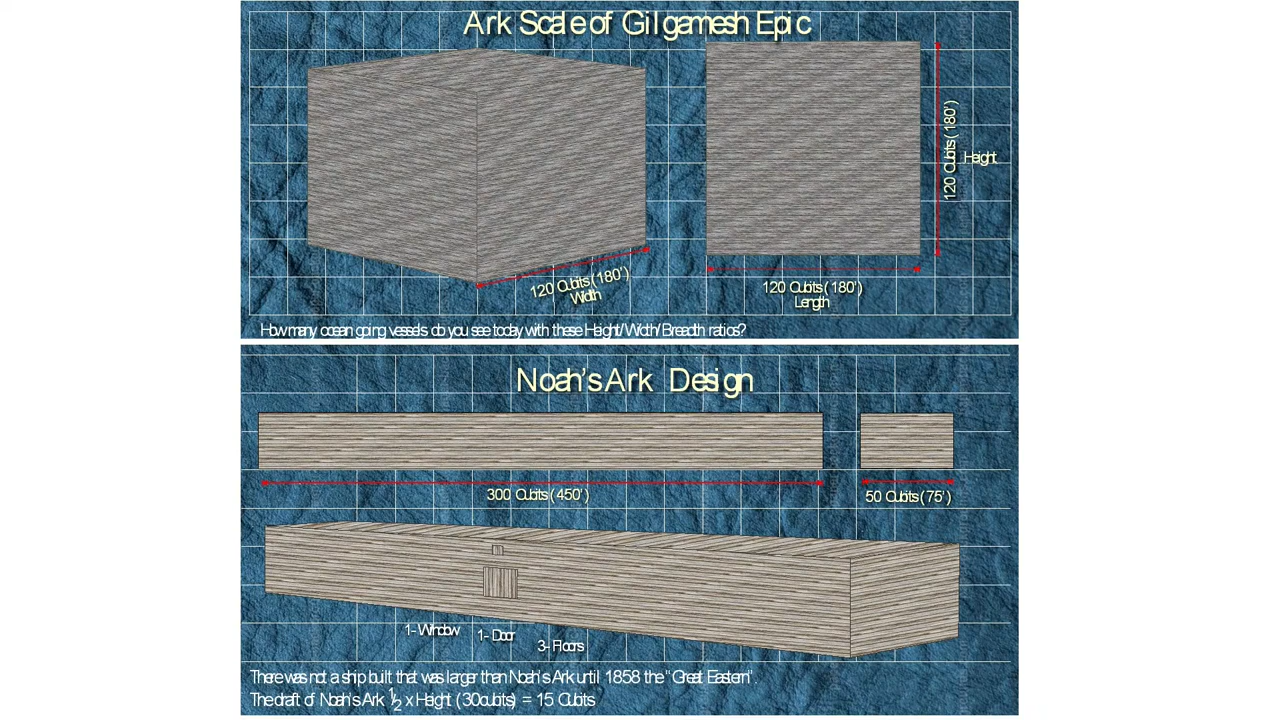 Ark Scale of Gilgamesh Epic
120 Cubits (180')
Height
120 Cubits (180')
Width
120 Cubits (180')
Length
How many ocean going vessels do you see today with these Height/Width/Breadth ratios?
Noah's Ark Design
300 Cubits (450')
50 Cubits (75')
1- Window
1- Door
3- Floors
There was not a ship built that was larger than Noah's Ark until 1858 the "Great Eastern".
The draft of Noah's Ark 1/2 x Height (30cubits) = 15 Cubits